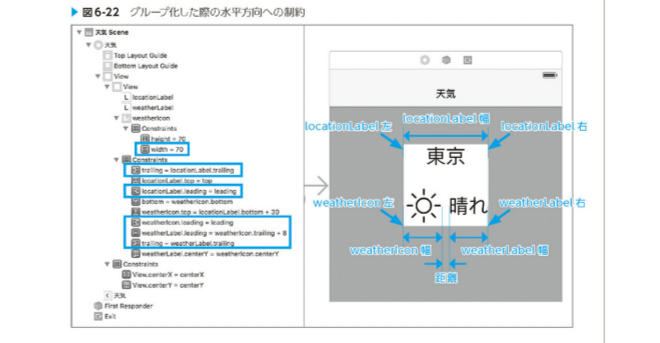 ▶ 図6-22 グループ化した際の水平方向への制約
天気 Scene
天気
Top Layout Guide
Bottom Layout Guide
View
View
L locationLabel
L weatherLabel
weatherIcon
Constraints
height = 70
width = 70
Constraints
trailing = locationLabel.trailing
locationLabel.top = top
locationLabel.leading = leading
bottom = weatherIcon.bottom
weatherIcon.top = locationLabel.bottom + 30
weatherIcon.leading = leading
weatherLabel.leading = weatherIcon.trailing + 8
trailing = weatherLabel.trailing
weatherLabel.centerY = weatherIcon.centerY
Constraints
View.centerX = centerX
View.centerY = centerY
天気
First Responder
Exit
天気
locationLabel 幅
locationLabel 左
locationLabel 右
東京
weatherIcon 左
weatherLabel 右
晴れ
weatherIcon 幅
weatherLabel 幅
距離